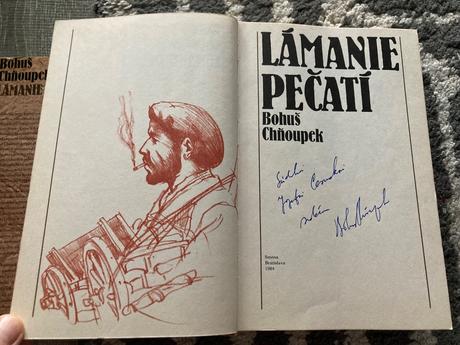 Bohuš
Chňoupek
LÁMANIE
LÁMANIE
PEČATÍ
Bohuš
Chňoupek
Smena
Bratislava
1984